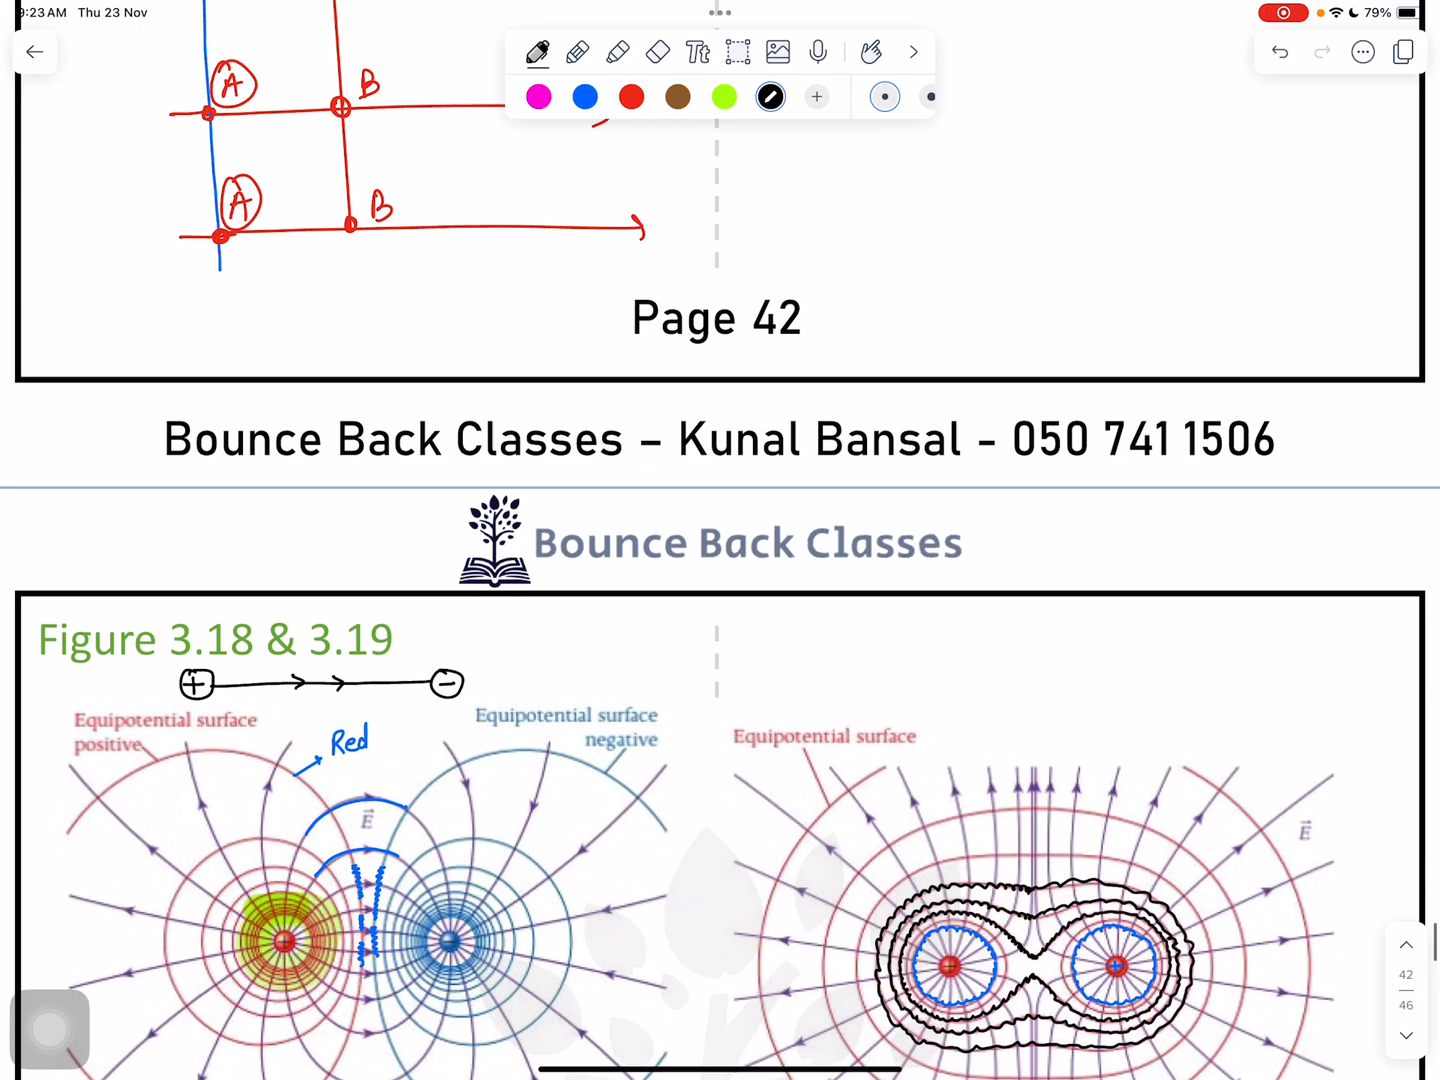 9:23 AM Thu 23 Nov
79%
Tt
A
B
A
B
Page 42
Bounce Back Classes – Kunal Bansal - 050 741 1506
Bounce Back Classes
Figure 3.18 & 3.19
+ −
Equipotential surface
positive
Red
Equipotential surface
negative
E
Equipotential surface
E
42
46